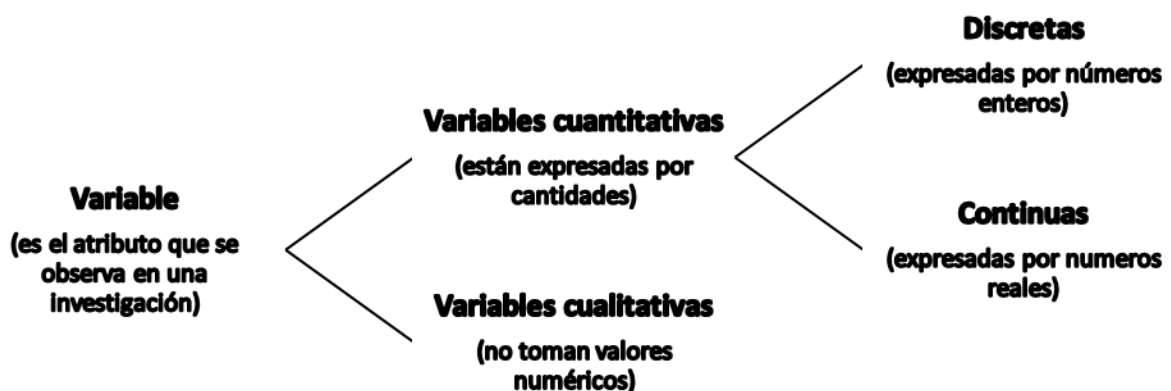 Variable
(es el atributo que se
observa en una
investigación)
Variables cuantitativas
(están expresadas por
cantidades)
Variables cualitativas
(no toman valores
numéricos)
Discretas
(expresadas por números
enteros)
Continuas
(expresadas por numeros
reales)